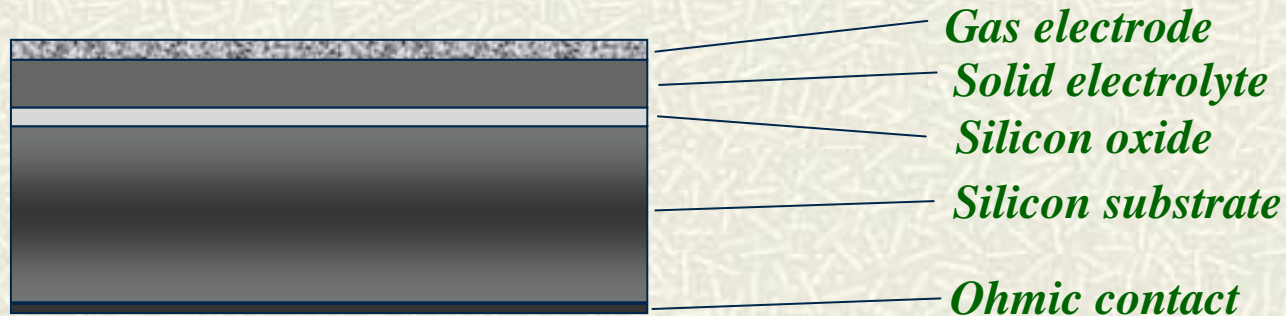 Gas electrode
Solid electrolyte
Silicon oxide
Silicon substrate
Ohmic contact